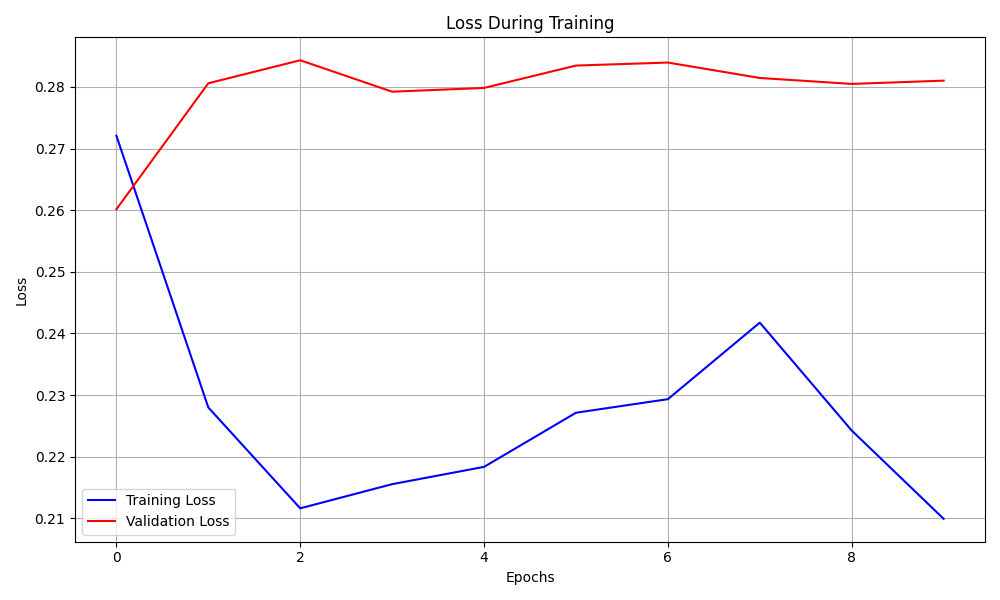 Loss During Training
0.28
0.27
0.26
0.25
0.24
0.23
0.22
0.21
Loss
Training Loss
Validation Loss
0 2 4 6 8
Epochs